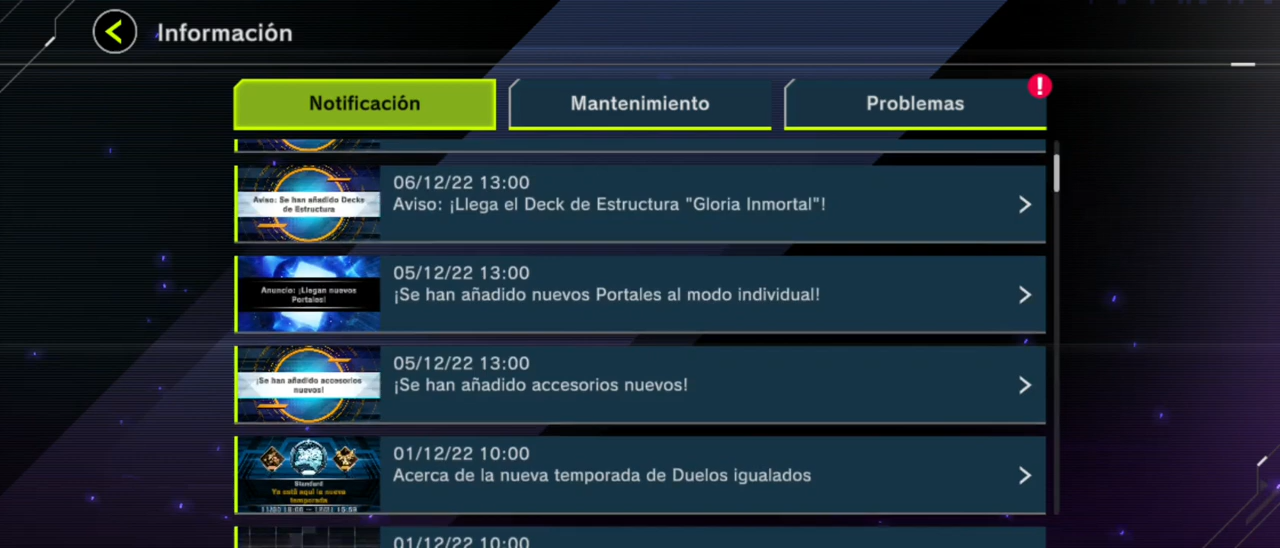 Información
Notificación
Mantenimiento
Problemas
!
Aviso: Se han añadido Decks
de Estructura
06/12/22 13:00
Aviso: ¡Llega el Deck de Estructura "Gloria Inmortal"!
Anuncio: ¡Llegan nuevos
Portales!
05/12/22 13:00
¡Se han añadido nuevos Portales al modo individual!
¡Se han añadido accesorios
nuevos!
05/12/22 13:00
¡Se han añadido accesorios nuevos!
Standard
Ya está aquí la nueva
temporada
01/12/22 10:00
Acerca de la nueva temporada de Duelos igualados
01/12/22 10:00